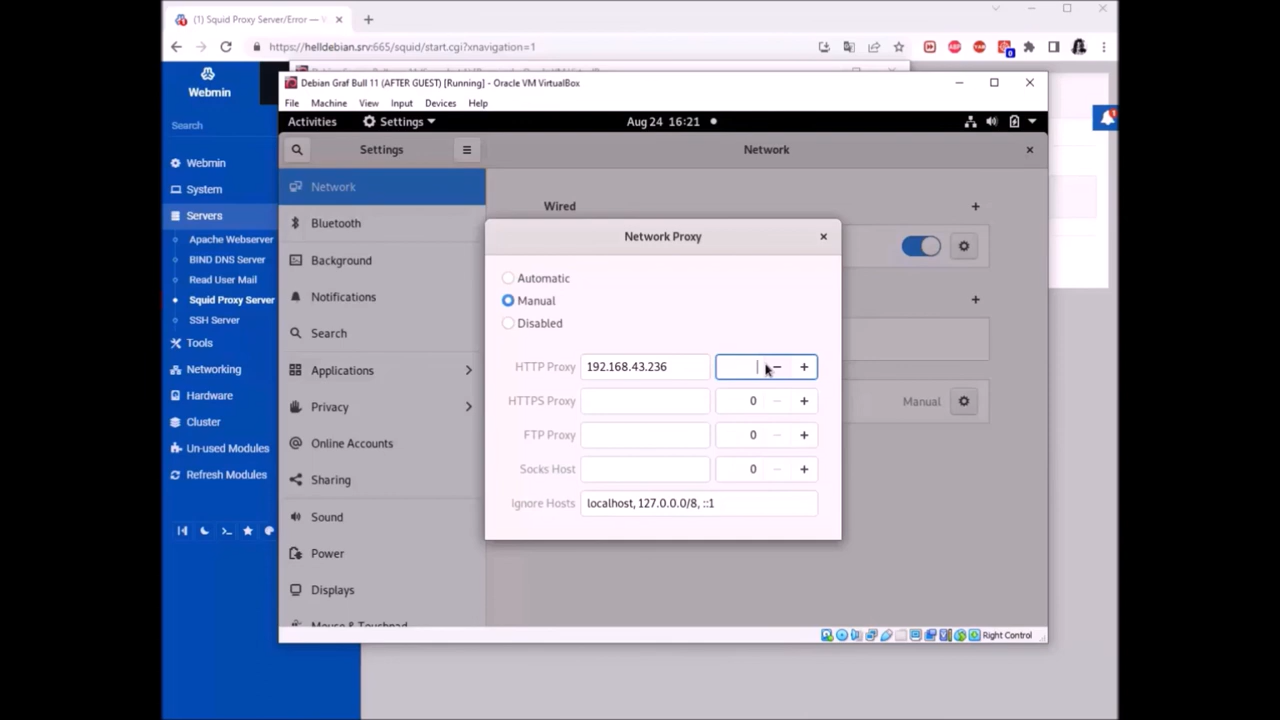 (1) Squid Proxy Server/Error — V
https://helldebian.srv:665/squid/start.cgi?xnavigation=1
Webmin
Search
Webmin
System
Servers
Apache Webserver
BIND DNS Server
Read User Mail
Squid Proxy Server
SSH Server
Tools
Networking
Hardware
Cluster
Un-used Modules
Refresh Modules
Debian Graf Bull 11 (AFTER GUEST) [Running] - Oracle VM VirtualBox
File Machine View Input Devices Help
Activities Settings Aug 24 16:21
Settings Network
Network
Bluetooth
Background
Notifications
Search
Applications
Privacy
Online Accounts
Sharing
Sound
Power
Displays
Mouse & Touchpad
Wired
Manual
Network Proxy
Automatic
Manual
Disabled
HTTP Proxy 192.168.43.236
HTTPS Proxy 0
FTP Proxy 0
Socks Host 0
Ignore Hosts localhost, 127.0.0.0/8, ::1
Right Control